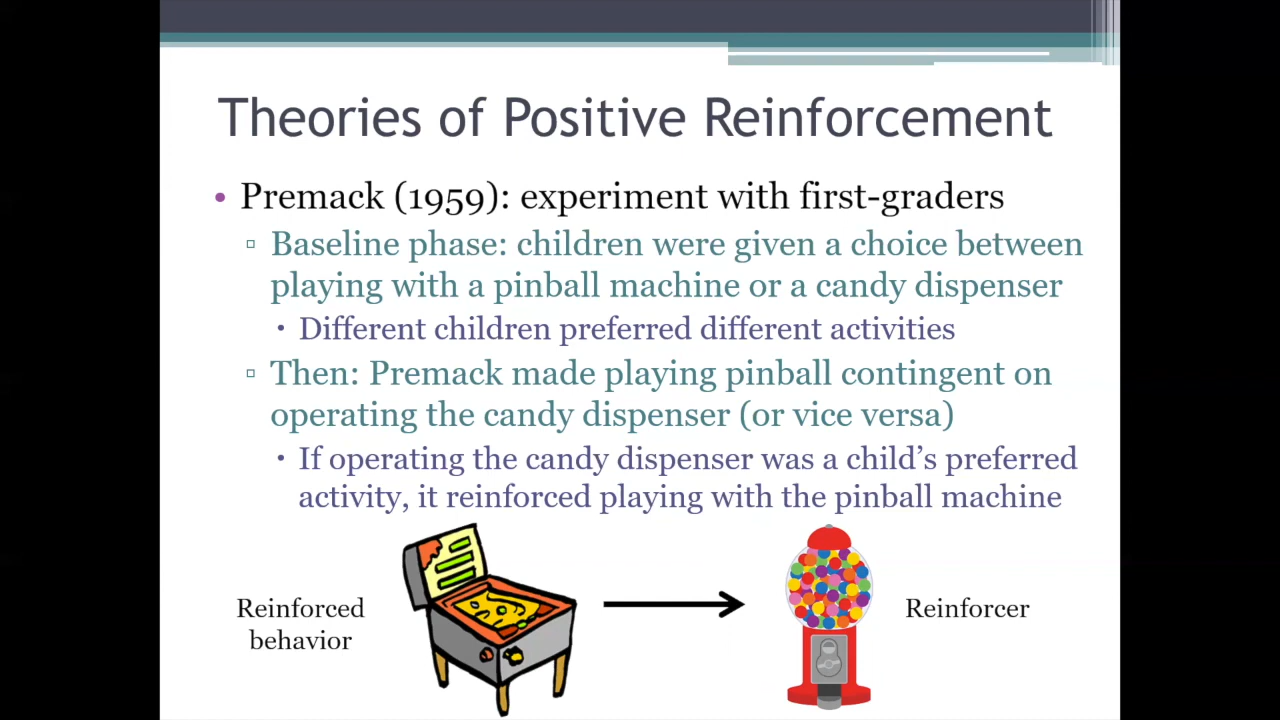 Theories of Positive Reinforcement
• Premack (1959): experiment with first-graders
▫ Baseline phase: children were given a choice between
playing with a pinball machine or a candy dispenser
▪ Different children preferred different activities
▫ Then: Premack made playing pinball contingent on
operating the candy dispenser (or vice versa)
▪ If operating the candy dispenser was a child’s preferred
activity, it reinforced playing with the pinball machine
Reinforced
behavior
Reinforcer